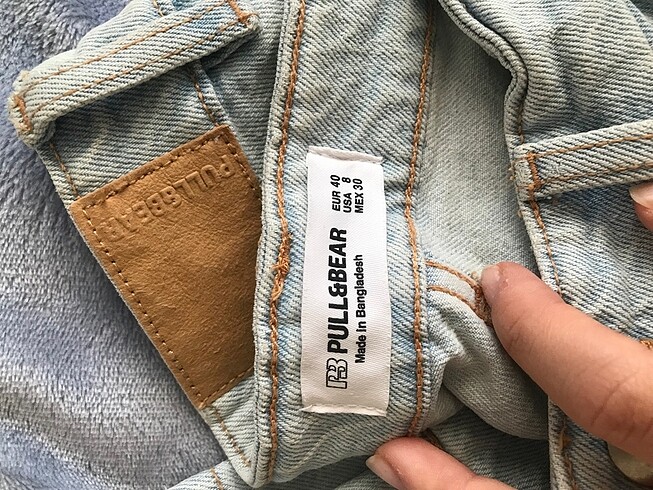 PULL&BEAR
EUR 40
USA 8
MEX 30
PULL&BEAR
Made In Bangladesh